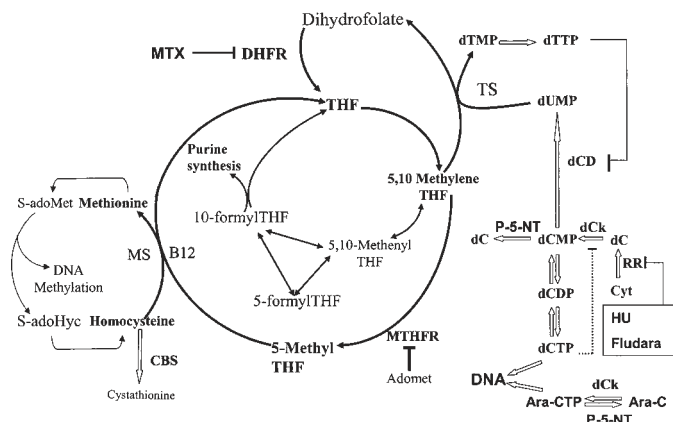 Dihydrofolate
MTX
DHFR
dTMP
dTTP
TS
dUMP
THF
dCD
Purine
synthesis
5,10 Methylene
THF
S-adoMet
Methionine
10-formylTHF
P-5-NT
dCk
dC
dCMP
dC
MS
B12
5,10-Methenyl
THF
RR
DNA
Methylation
Cyt
dCDP
5-formylTHF
HU
S-adoHyc
Homocysteine
MTHFR
Fludara
dCTP
CBS
5-Methyl
THF
Adomet
DNA
dCk
Cystathionine
Ara-CTP
Ara-C
P-5-NT